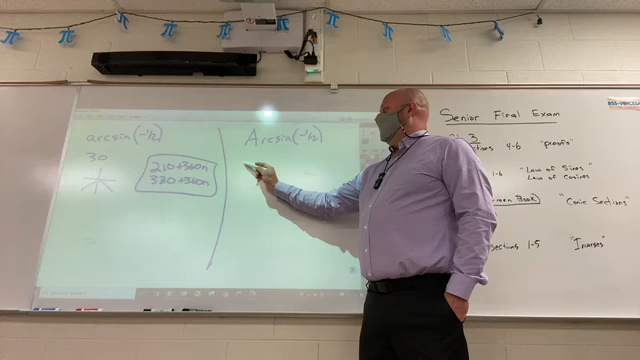 arcsin(-1/2)
30
210+360n
330+360n
Arcsin(-1/2)
Senior Final Exam
3
4-6 "proofs"
1-6 "Law of Sines
Law of Cosines
Book "Conic Sections"
sections 1-5 "Inverses"